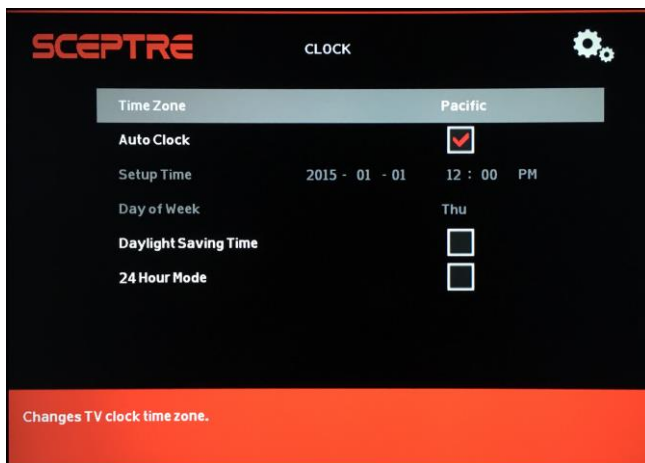 SCEPTRE CLOCK
Time Zone Pacific
Auto Clock
Setup Time 2015 - 01 - 01 12 : 00 PM
Day of Week Thu
Daylight Saving Time
24 Hour Mode
Changes TV clock time zone.